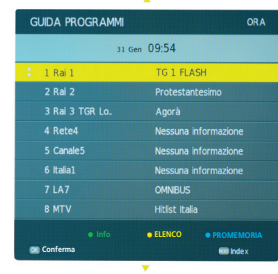 GUIDA PROGRAMMI ORA
31 Gen 09:54
1 Rai 1 TG 1 FLASH
2 Rai 2 Protestantesimo
3 Rai 3 TGR Lo. Agorà
4 Rete4 Nessuna informazione
5 Canale5 Nessuna informazione
6 Italia1 Nessuna informazione
7 LA7 OMNIBUS
8 MTV Hitlist Italia
Info ELENCO PROMEMORIA
OK Conferma Index